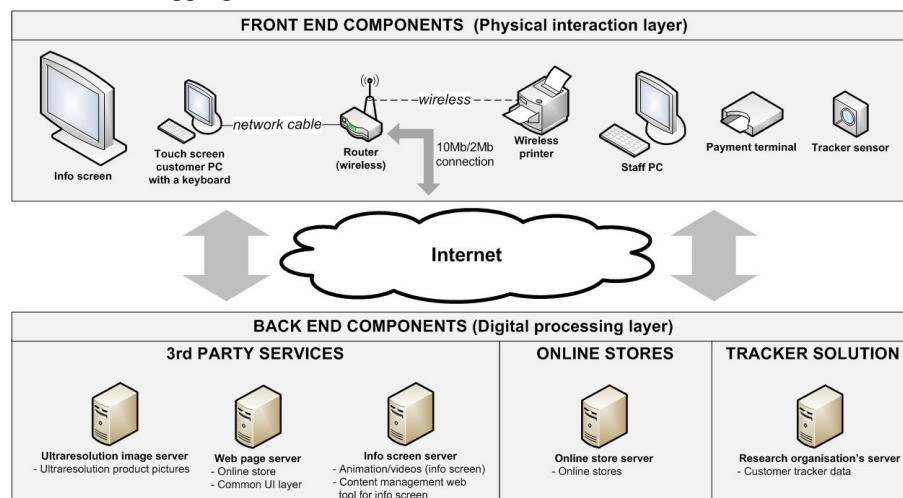 FRONT END COMPONENTS (Physical interaction layer)
wireless
network cable
Info screen
Touch screen
customer PC
with a keyboard
Router
(wireless)
10Mb/2Mb
connection
Wireless
printer
Staff PC
Payment terminal
Tracker sensor
Internet
BACK END COMPONENTS (Digital processing layer)
3rd PARTY SERVICES
ONLINE STORES
TRACKER SOLUTION
Ultraresolution image server
- Ultraresolution product pictures
Web page server
- Online store
- Common UI layer
Info screen server
- Animation/videos (info screen)
- Content management web
tool for info screen
Online store server
- Online stores
Research organisation's server
- Customer tracker data